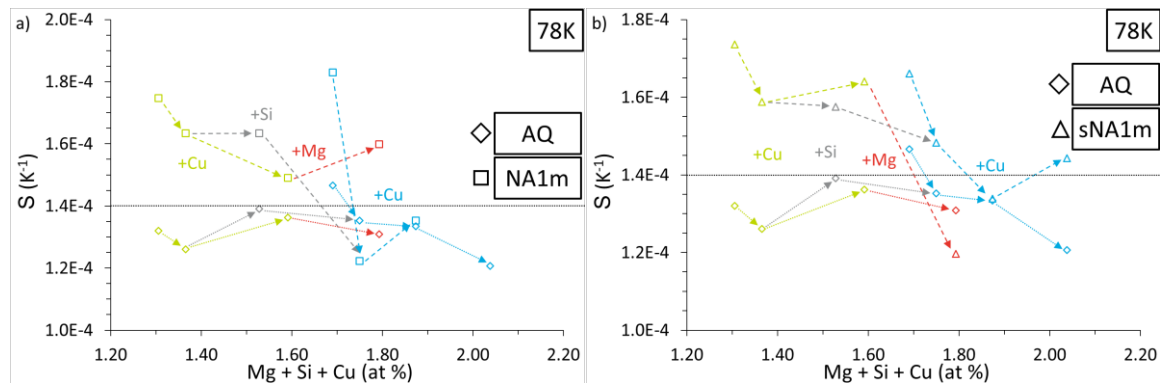 a)
78K
2.0E-4
1.8E-4
1.6E-4
1.4E-4
1.2E-4
1.0E-4
S (K⁻¹)
+Si
+Cu
+Mg
+Cu
AQ
NA1m
1.20
1.40
1.60
1.80
2.00
2.20
Mg + Si + Cu (at %)
b)
78K
1.8E-4
1.6E-4
1.4E-4
1.2E-4
1.0E-4
S (K⁻¹)
+Cu
+Si
+Mg
+Cu
AQ
sNA1m
1.20
1.40
1.60
1.80
2.00
2.20
Mg + Si + Cu (at %)